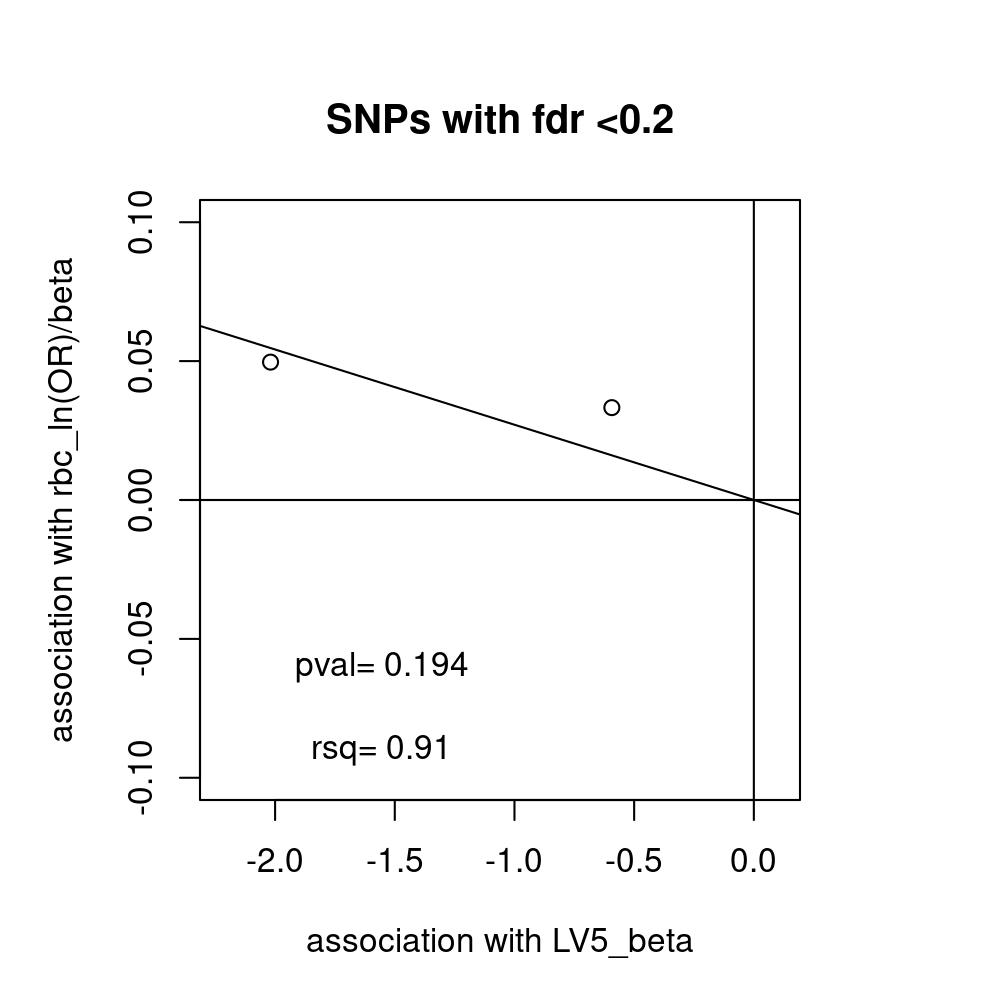 SNPs with fdr <0.2
association with rbc_ln(OR)/beta
0.10
0.05
0.00
-0.05
-0.10
pval= 0.194
rsq= 0.91
-2.0 -1.5 -1.0 -0.5 0.0
association with LV5_beta